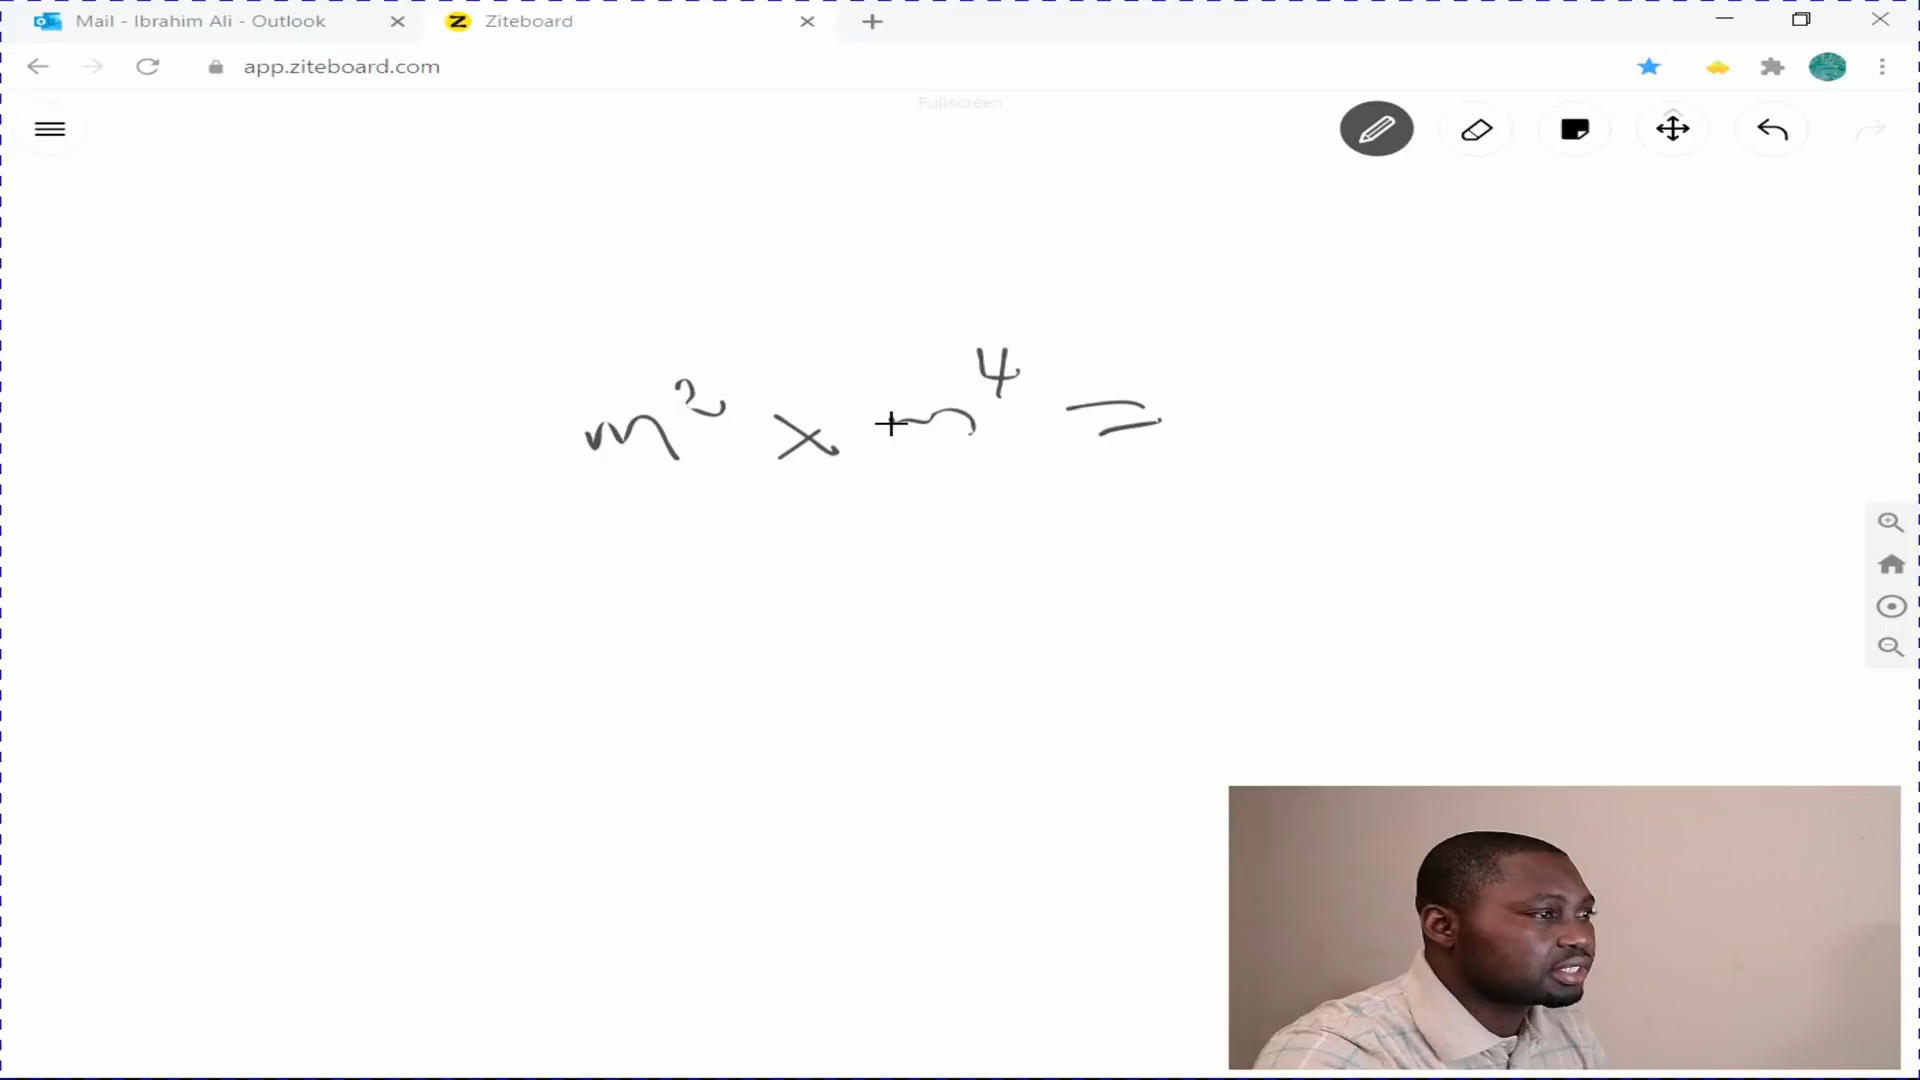 Mail - Ibrahim Ali - Outlook
Ziteboard
app.ziteboard.com
Fullscreen
m² × m⁴ =